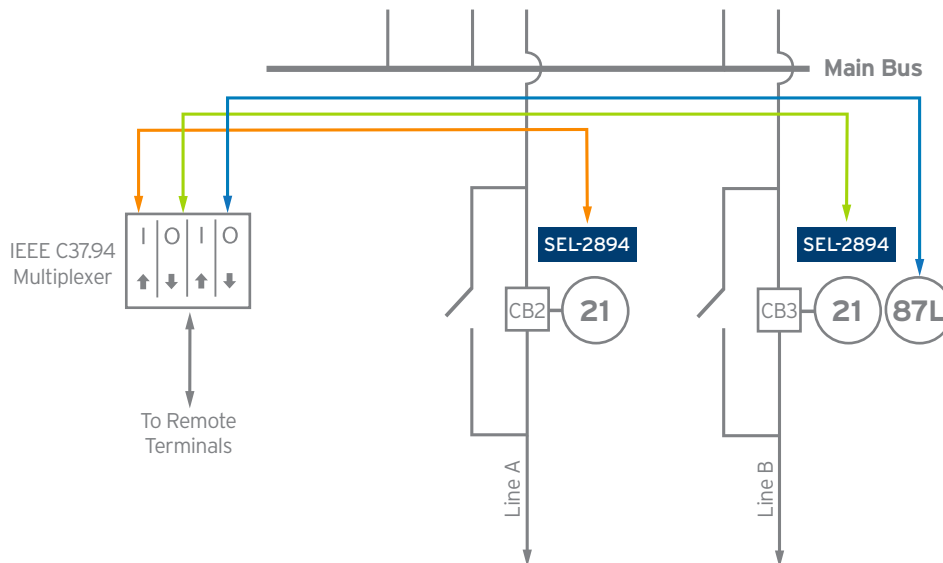 Main Bus
IEEE C37.94
Multiplexer
I O I O
SEL-2894
SEL-2894
CB2
21
CB3
21
87L
To Remote
Terminals
Line A
Line B